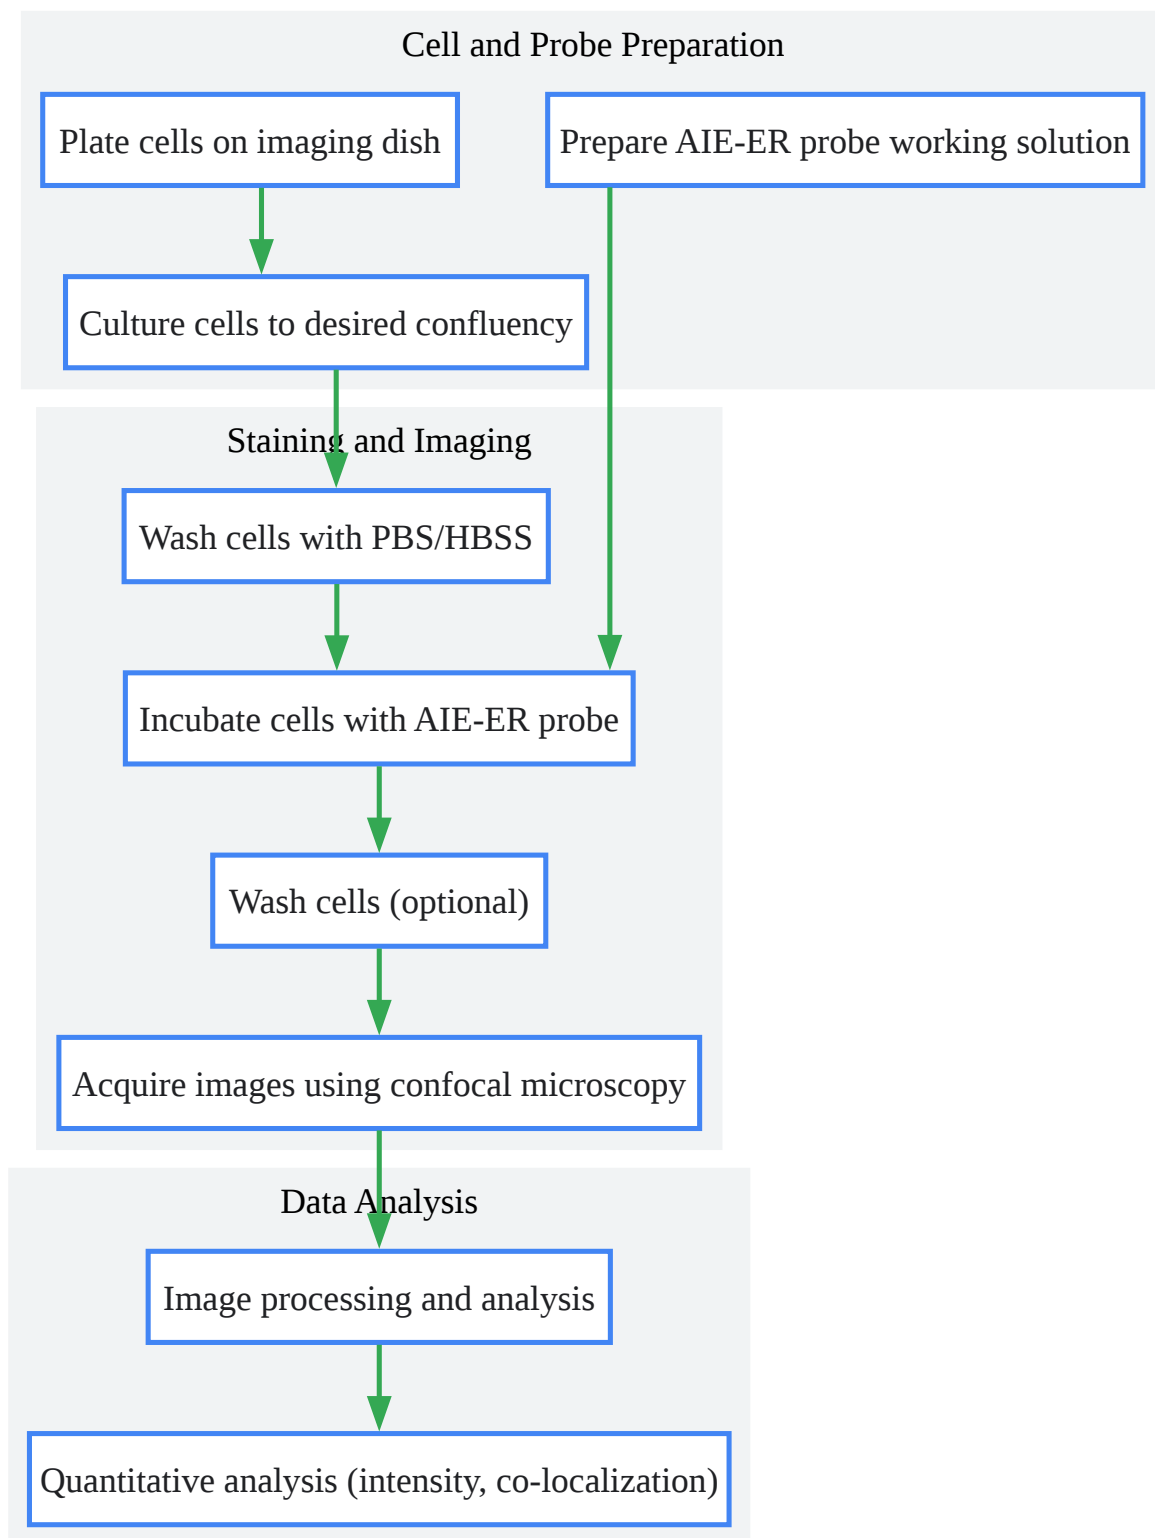 Cell and Probe Preparation
Plate cells on imaging dish
Prepare AIE-ER probe working solution
Culture cells to desired confluency
Staining and Imaging
Wash cells with PBS/HBSS
Incubate cells with AIE-ER probe
Wash cells (optional)
Acquire images using confocal microscopy
Data Analysis
Image processing and analysis
Quantitative analysis (intensity, co-localization)